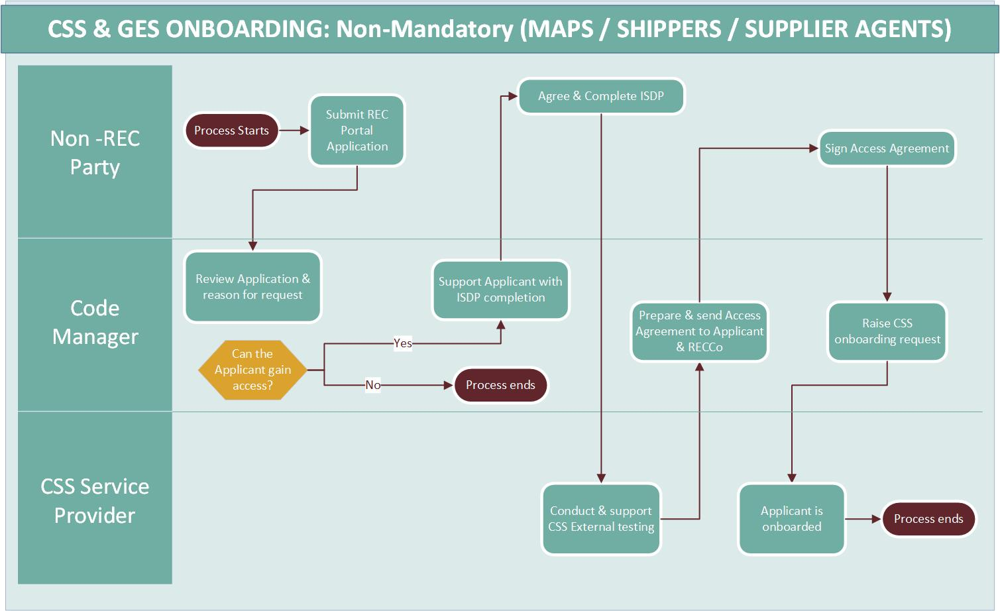 CSS & GES ONBOARDING: Non-Mandatory (MAPS / SHIPPERS / SUPPLIER AGENTS)
Non -REC
Party
Process Starts
Submit REC
Portal
Application
Agree & Complete ISDP
Sign Access Agreement
Code
Manager
Review Application &
reason for request
Can the
Applicant gain
access?
Yes
No
Process ends
Support Applicant with
ISDP completion
Prepare & send Access
Agreement to Applicant
& RECCo
Raise CSS
onboarding request
CSS Service
Provider
Conduct & support
CSS External testing
Applicant is
onboarded
Process ends